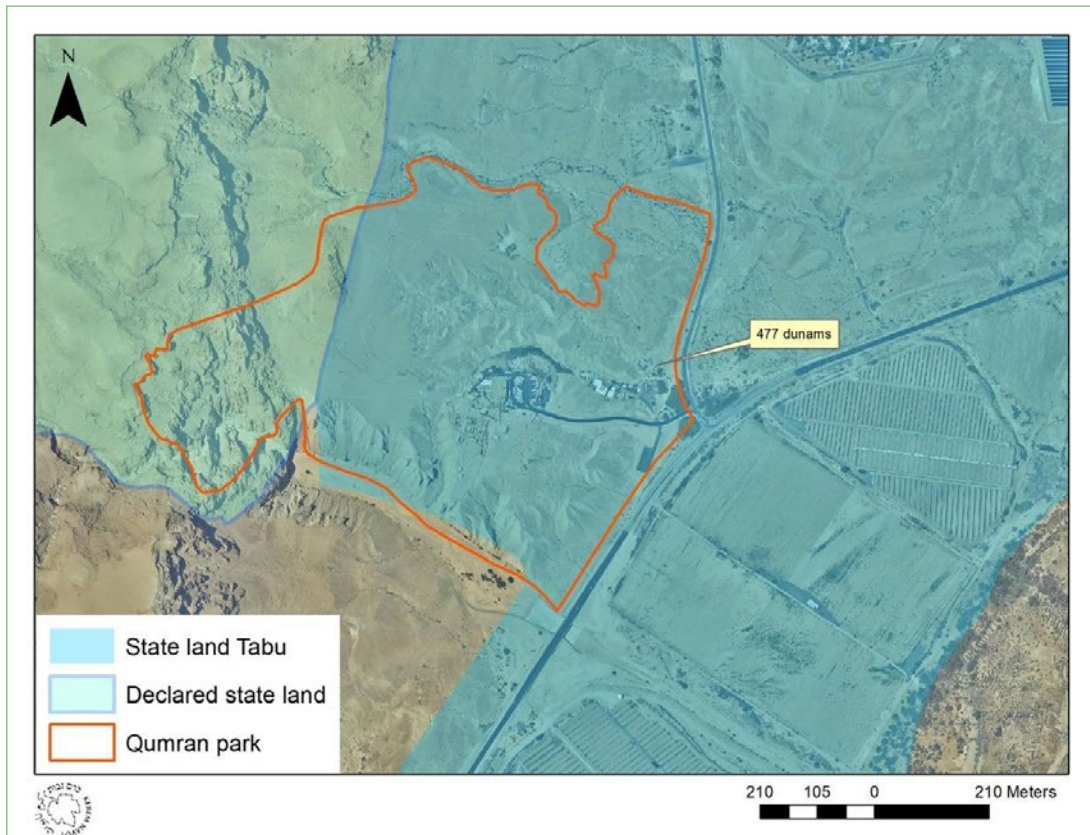 N
477 dunams
State land Tabu
Declared state land
Qumran park
210 105 0 210 Meters